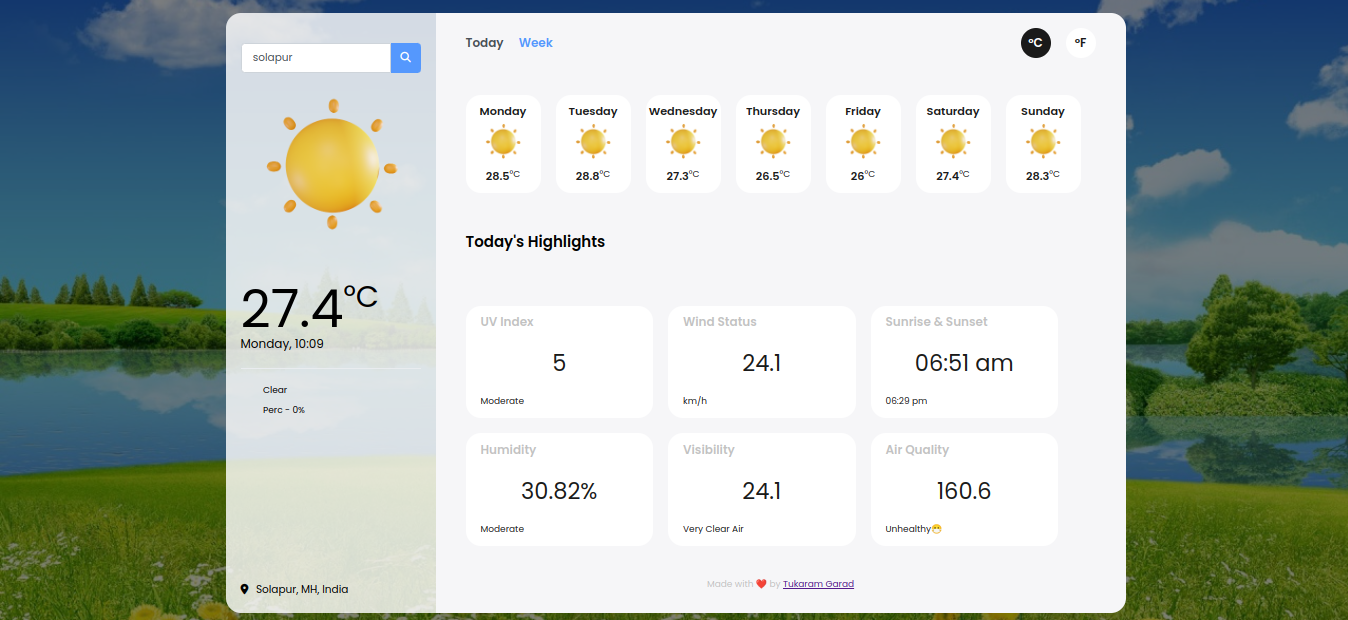 solapur
27.4°C
Monday, 10:09
Clear
Perc - 0%
Solapur, MH, India
Today Week °C °F
Monday Tuesday Wednesday Thursday Friday Saturday Sunday
28.5°C 28.8°C 27.3°C 26.5°C 26°C 27.4°C 28.3°C
Today's Highlights
UV Index
5
Moderate
Wind Status
24.1
km/h
Sunrise & Sunset
06:51 am
06:29 pm
Humidity
30.82%
Moderate
Visibility
24.1
Very Clear Air
Air Quality
160.6
Unhealthy😷
Made with ❤️ by Tukaram Garad